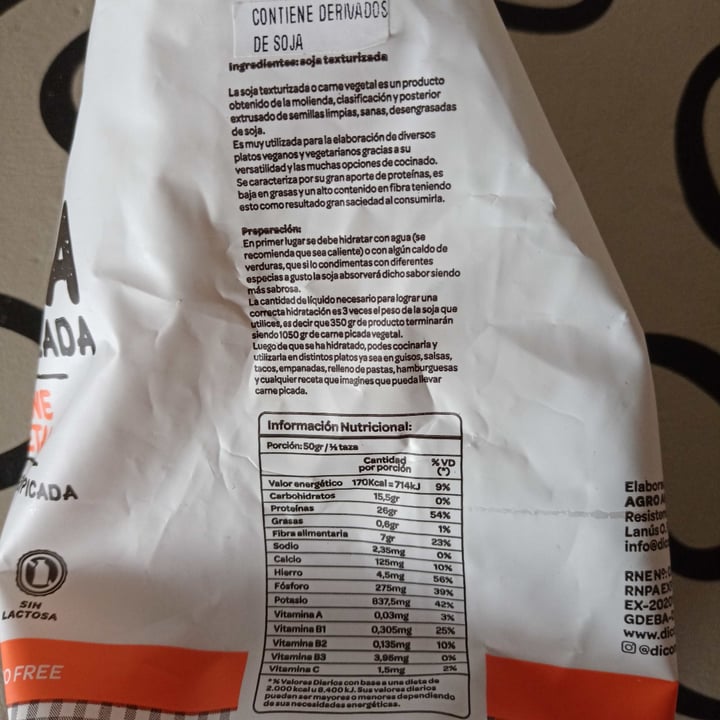 CONTIENE DERIVADOS
DE SOJA
Ingredientes: soja texturizada
La soja texturizada o carne vegetal es un producto
obtenido de la molienda, clasificación y posterior
extrusado de semillas limpias, sanas, desengrasadas
de soja.
Es muy utilizada para la elaboración de diversos
platos veganos y vegetarianos gracias a su
versatilidad y las muchas opciones de cocinado.
Se caracteriza por su gran aporte de proteínas, es
baja en grasas y un alto contenido en fibra teniendo
esto como resultado gran saciedad al consumirla.
Preparación:
En primer lugar se debe hidratar con agua (se
recomienda que sea caliente) o con algún caldo de
verduras, que si lo condimentas con diferentes
especias a gusto la soja absorverá dicho sabor siendo
más sabrosa.
La cantidad de líquido necesario para lograr una
correcta hidratación es 3 veces el peso de la soja que
utilices, es decir que 350 gr de producto terminarán
siendo 1050 gr de carne picada vegetal.
Luego de que se ha hidratado, podes cocinarla y
utilizarla en distintos platos ya sea en guisos, salsas,
tacos, empanadas, relleno de pastas, hamburguesas
y cualquier receta que imagines que pueda llevar
carne picada.
Información Nutricional:
Porción: 50gr / ½ taza
Cantidad por porción %VD (*)
Valor energético 170Kcal = 714kJ 9%
Carbohidratos 15,5gr 0%
Proteínas 26gr 54%
Grasas 0,6gr 1%
Fibra alimentaria 7gr 23%
Sodio 2,35mg 0%
Calcio 125mg 10%
Hierro 4,5mg 56%
Fósforo 275mg 39%
Potasio 837,5mg 42%
Vitamina A 0,03mg 3%
Vitamina B1 0,305mg 25%
Vitamina B2 0,135mg 10%
Vitamina B3 3,95mg 0%
Vitamina C 1,5mg 2%
*% Valores Diarios con base a una dieta de
2.000 kcal u 8.400 kJ. Sus valores diarios
pueden ser mayores o menores dependiendo
de sus necesidades energéticas.
A
ADA
NE
PICADA
SIN
LACTOSA
O FREE
Elabor
AGRO A
Resisten
Lanús O.
info@dic
RNE Nº: 0
RNPA EX
EX-2020
GDEBA-
www.di
@dico